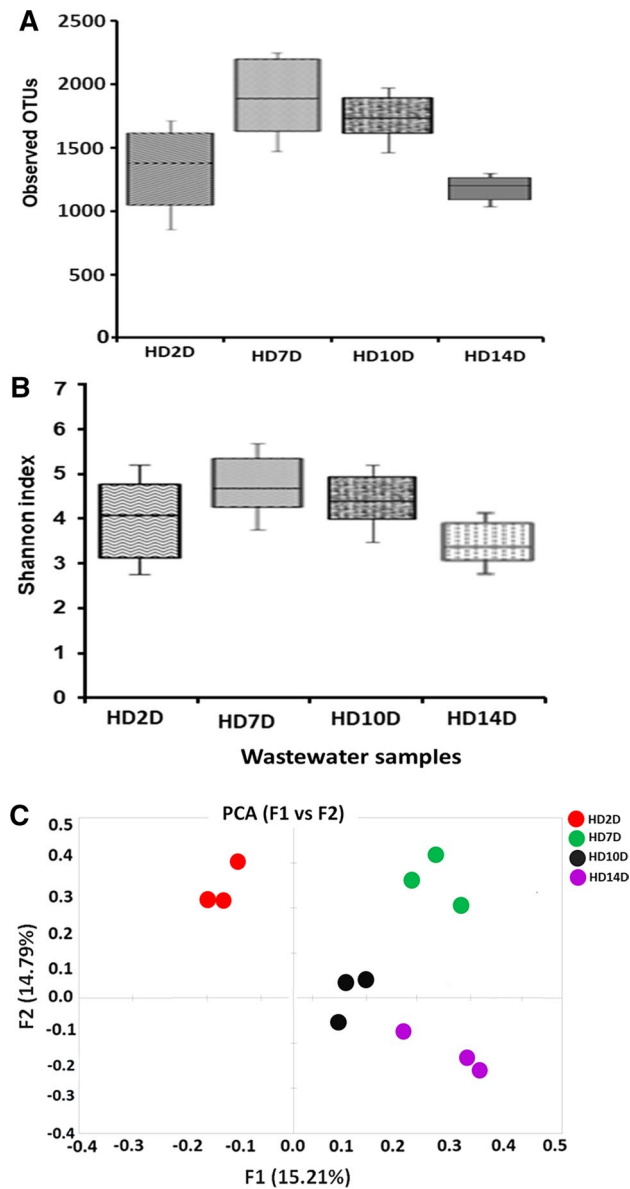 A
2500
2000
1500
1000
500
0
Observed OTUs
HD2D HD7D HD10D HD14D
B
7
6
5
4
3
2
1
0
Shannon index
HD2D HD7D HD10D HD14D
Wastewater samples
C
PCA (F1 vs F2)
HD2D
HD7D
HD10D
HD14D
0.5
0.4
0.3
0.2
0.1
0.0
-0.1
-0.2
-0.3
-0.4
F2 (14.79%)
-0.4 -0.3 -0.2 -0.1 0.0 0.1 0.2 0.3 0.4 0.5
F1 (15.21%)